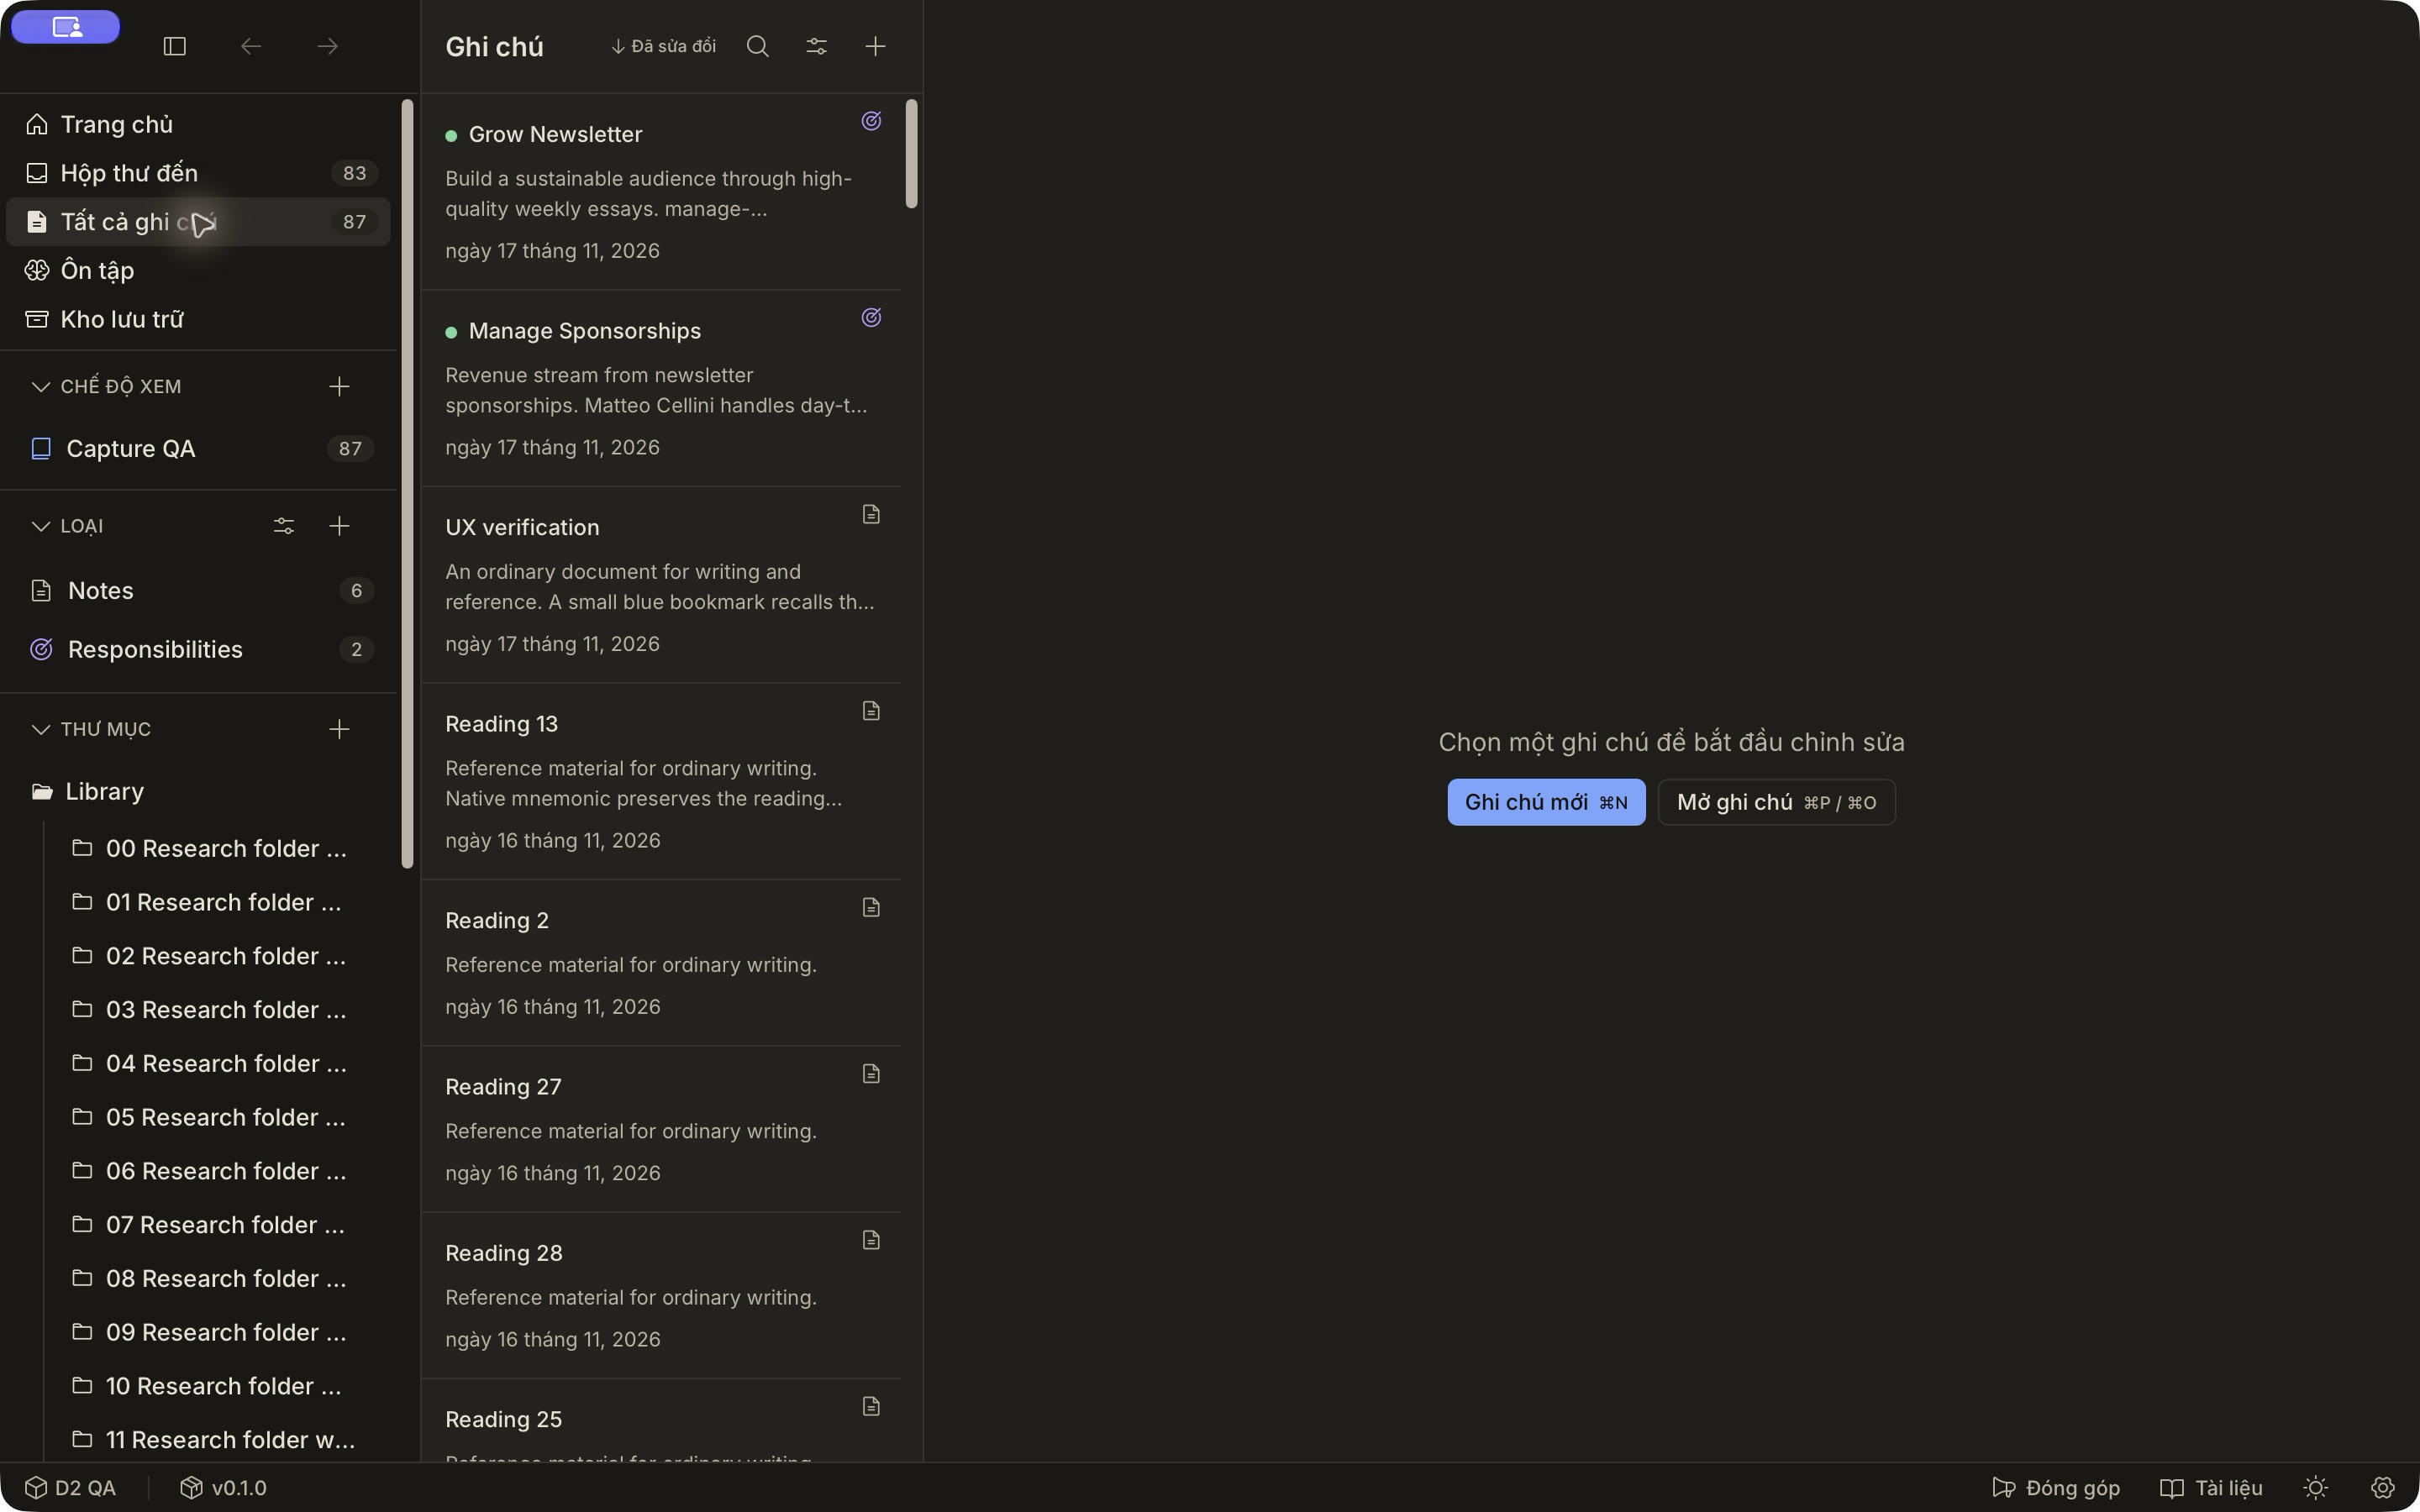 Trang chủ
Hộp thư đến 83
Tất cả ghi 87
Ôn tập
Kho lưu trữ
CHẾ ĐỘ XEM
Capture QA 87
LOẠI
Notes 6
Responsibilities 2
THƯ MỤC
Library
00 Research folder ...
01 Research folder ...
02 Research folder ...
03 Research folder ...
04 Research folder ...
05 Research folder ...
06 Research folder ...
07 Research folder ...
08 Research folder ...
09 Research folder ...
10 Research folder ...
11 Research folder w...
Ghi chú
Đã sửa đổi
Grow Newsletter
Build a sustainable audience through high-
quality weekly essays. manage-...
ngày 17 tháng 11, 2026
Manage Sponsorships
Revenue stream from newsletter
sponsorships. Matteo Cellini handles day-t...
ngày 17 tháng 11, 2026
UX verification
An ordinary document for writing and
reference. A small blue bookmark recalls th...
ngày 17 tháng 11, 2026
Reading 13
Reference material for ordinary writing.
Native mnemonic preserves the reading...
ngày 16 tháng 11, 2026
Reading 2
Reference material for ordinary writing.
ngày 16 tháng 11, 2026
Reading 27
Reference material for ordinary writing.
ngày 16 tháng 11, 2026
Reading 28
Reference material for ordinary writing.
ngày 16 tháng 11, 2026
Reading 25
Chọn một ghi chú để bắt đầu chỉnh sửa
Ghi chú mới ⌘N
Mở ghi chú ⌘P / ⌘O
D2 QA
v0.1.0
Đóng góp
Tài liệu